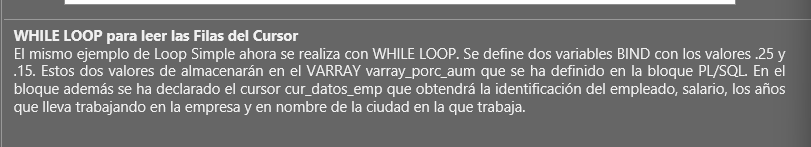 WHILE LOOP para leer las Filas del Cursor
El mismo ejemplo de Loop Simple ahora se realiza con WHILE LOOP. Se define dos variables BIND con los valores .25 y
.15. Estos dos valores de almacenarán en el VARRAY varray_porc_aum que se ha definido en la bloque PL/SQL. En el
bloque además se ha declarado el cursor cur_datos_emp que obtendrá la identificación del empleado, salario, los años
que lleva trabajando en la empresa y en nombre de la ciudad en la que trabaja.